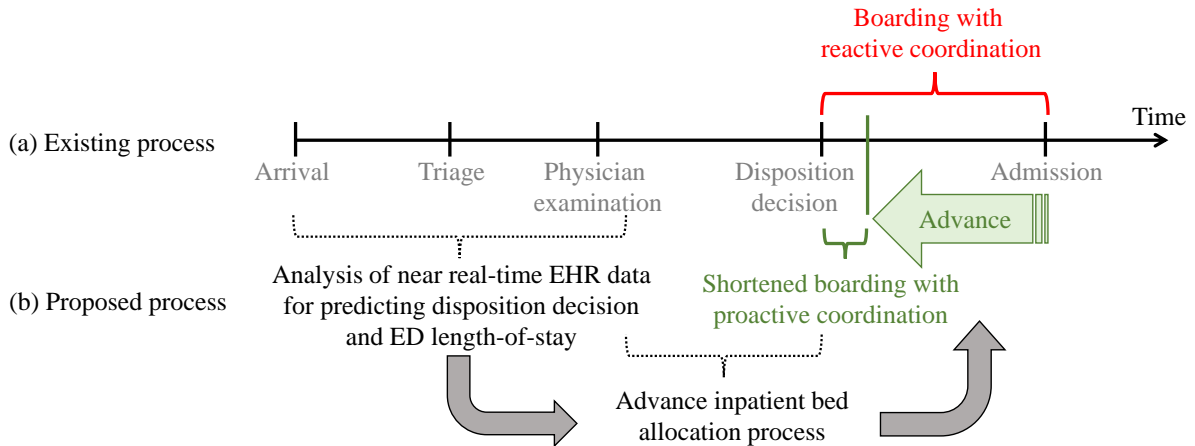 Boarding with
reactive coordination
Time
(a) Existing process
Arrival
Triage
Physician
examination
Disposition
decision
Admission
Advance
Analysis of near real-time EHR data
for predicting disposition decision
and ED length-of-stay
(b) Proposed process
Shortened boarding with
proactive coordination
Advance inpatient bed
allocation process